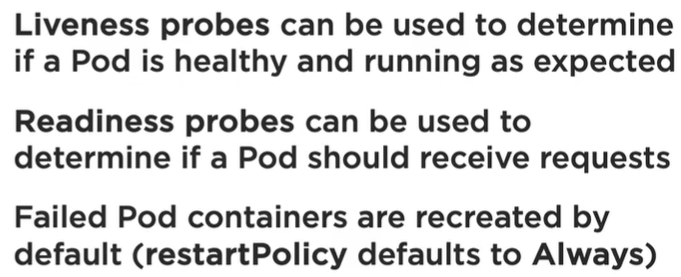 Liveness probes can be used to determine
if a Pod is healthy and running as expected
Readiness probes can be used to
determine if a Pod should receive requests
Failed Pod containers are recreated by
default (restartPolicy defaults to Always)